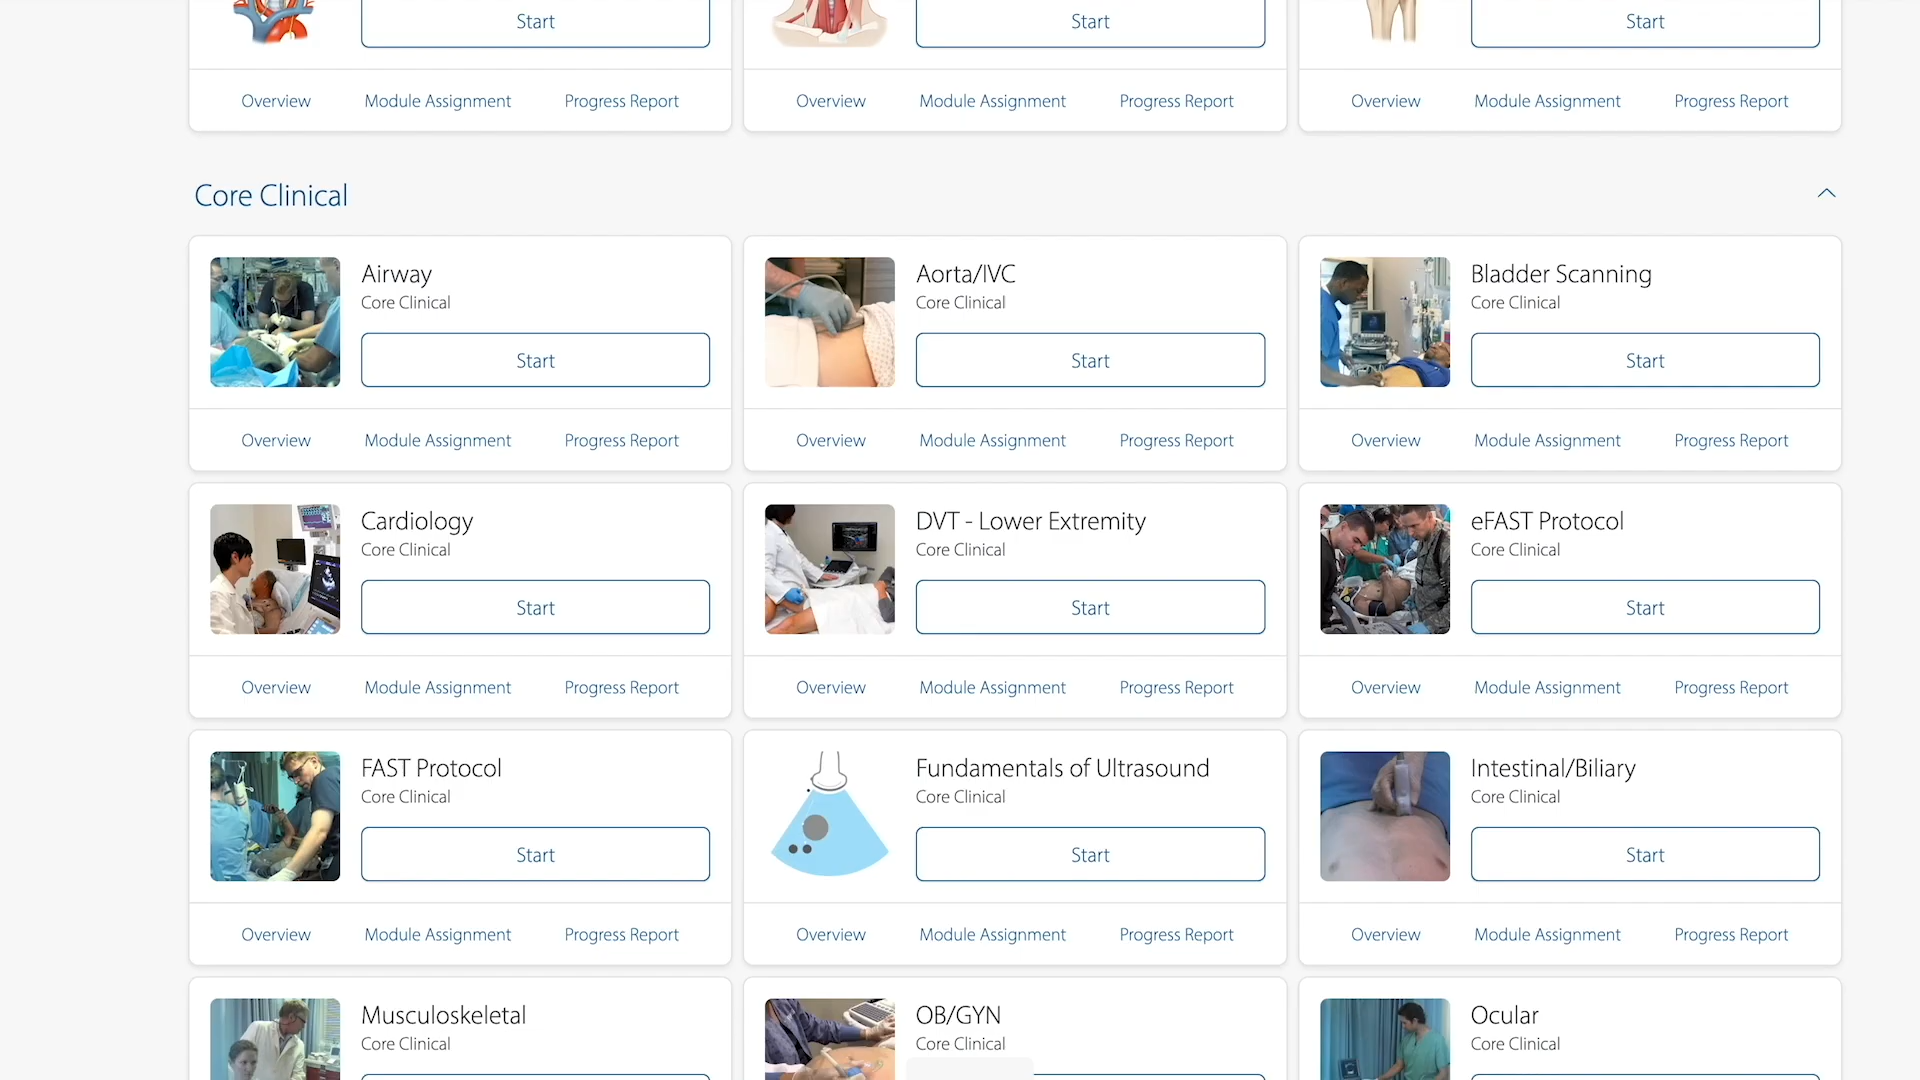 Start
Start
Start
Overview Module Assignment Progress Report
Overview Module Assignment Progress Report
Overview Module Assignment Progress Report
Core Clinical
Airway
Core Clinical
Start
Overview Module Assignment Progress Report
Aorta/IVC
Core Clinical
Start
Overview Module Assignment Progress Report
Bladder Scanning
Core Clinical
Start
Overview Module Assignment Progress Report
Cardiology
Core Clinical
Start
Overview Module Assignment Progress Report
DVT - Lower Extremity
Core Clinical
Start
Overview Module Assignment Progress Report
eFAST Protocol
Core Clinical
Start
Overview Module Assignment Progress Report
FAST Protocol
Core Clinical
Start
Overview Module Assignment Progress Report
Fundamentals of Ultrasound
Core Clinical
Start
Overview Module Assignment Progress Report
Intestinal/Biliary
Core Clinical
Start
Overview Module Assignment Progress Report
Musculoskeletal
Core Clinical
OB/GYN
Core Clinical
Ocular
Core Clinical